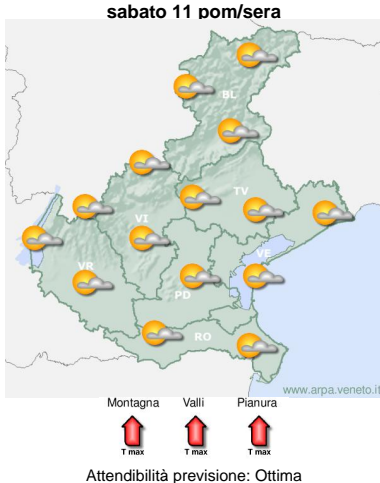 sabato 11 pom/sera
BL
TV
VI
VE
VR
PD
RO
www.arpa.veneto.it
Montagna Valli Pianura
T max T max T max
Attendibilità previsione: Ottima